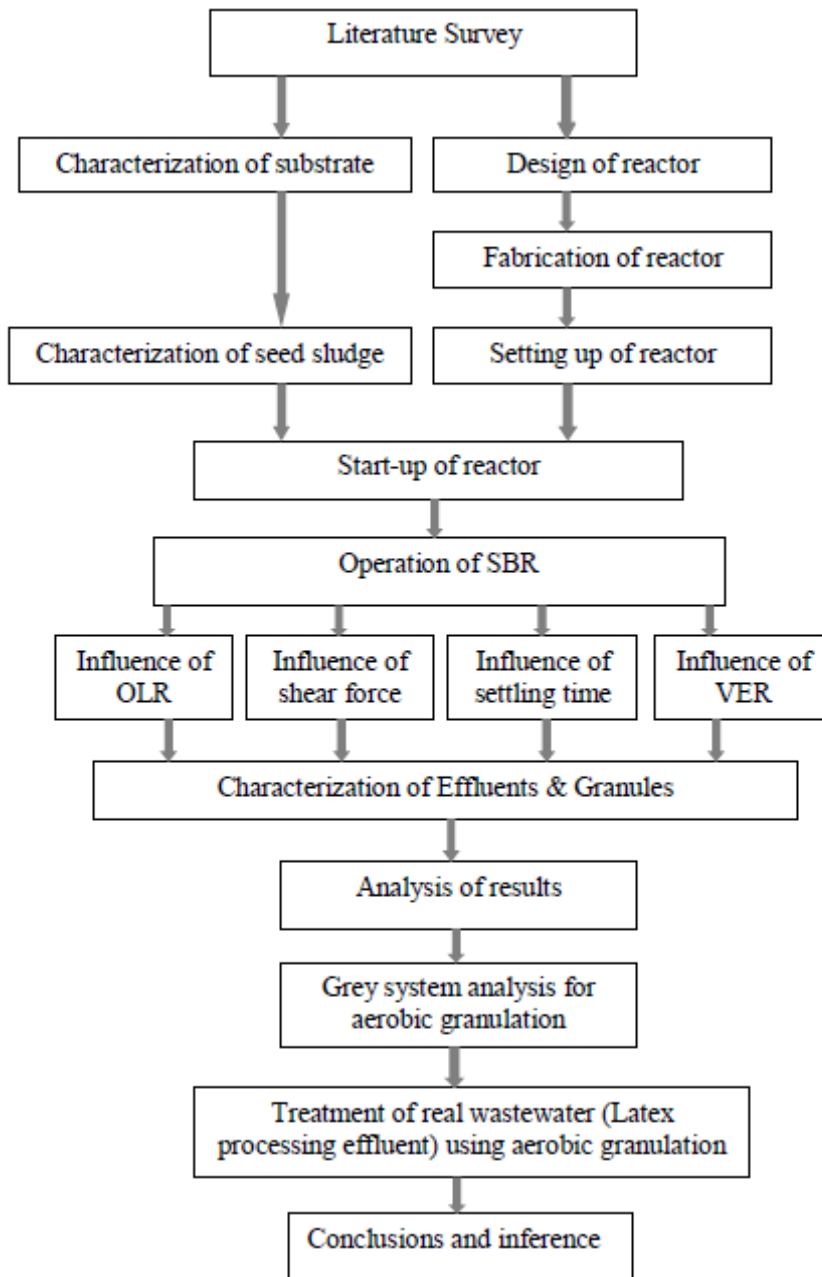 Literature Survey
Characterization of substrate
Design of reactor
Fabrication of reactor
Characterization of seed sludge
Setting up of reactor
Start-up of reactor
Operation of SBR
Influence of
OLR
Influence of
shear force
Influence of
settling time
Influence of
VER
Characterization of Effluents & Granules
Analysis of results
Grey system analysis for
aerobic granulation
Treatment of real wastewater (Latex
processing effluent) using aerobic granulation
Conclusions and inference